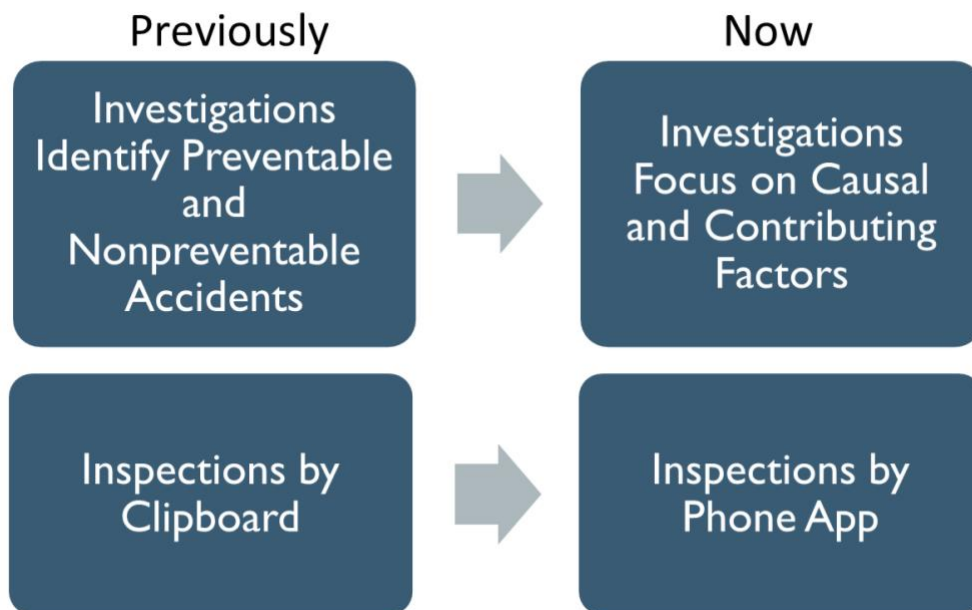 Previously
Now
Investigations
Identify Preventable
and
Nonpreventable
Accidents
Investigations
Focus on Causal
and Contributing
Factors
Inspections by
Clipboard
Inspections by
Phone App